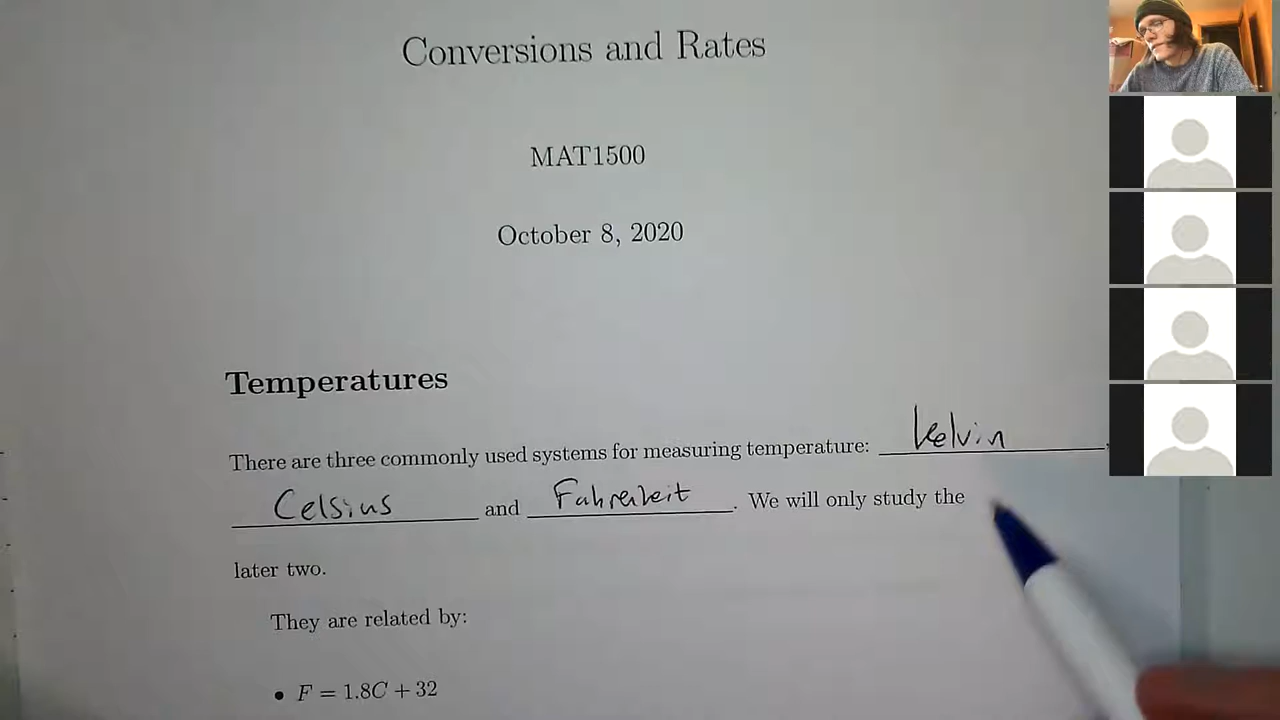 Conversions and Rates
MAT1500
October 8, 2020
Temperatures
There are three commonly used systems for measuring temperature: Kelvin,
Celsius and Fahrenheit. We will only study the
later two.
They are related by:
• F = 1.8C + 32